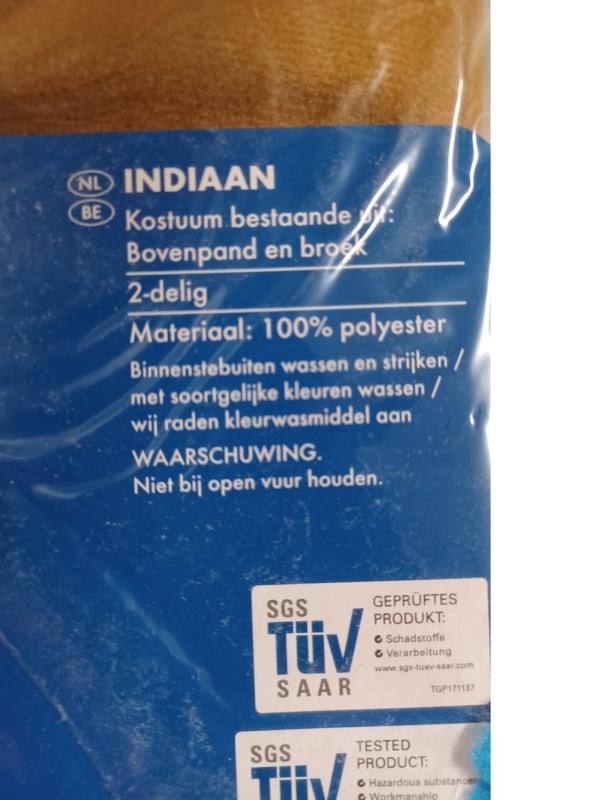 NL INDIAAN
BE Kostuum bestaande uit:
Bovenpand en broek
2-delig
Materiaal: 100% polyester
Binnenstebuiten wassen en strijken /
met soortgelijke kleuren wassen /
wij raden kleurwasmiddel aan
WAARSCHUWING.
Niet bij open vuur houden.
SGS
TÜV
SAAR
GEPRÜFTES
PRODUKT:
Schadstoffe
Verarbeitung
www.sgs-tuev-saar.com
TGP171137
SGS
TÜV
TESTED
PRODUCT:
Hazardous substances
Workmanship